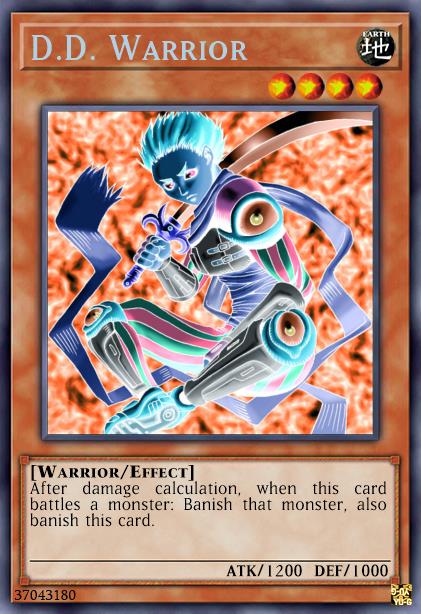 D.D. Warrior
EARTH
地
[Warrior/Effect]
After damage calculation, when this card
battles a monster: Banish that monster, also
banish this card.
ATK/1200 DEF/1000
37043180